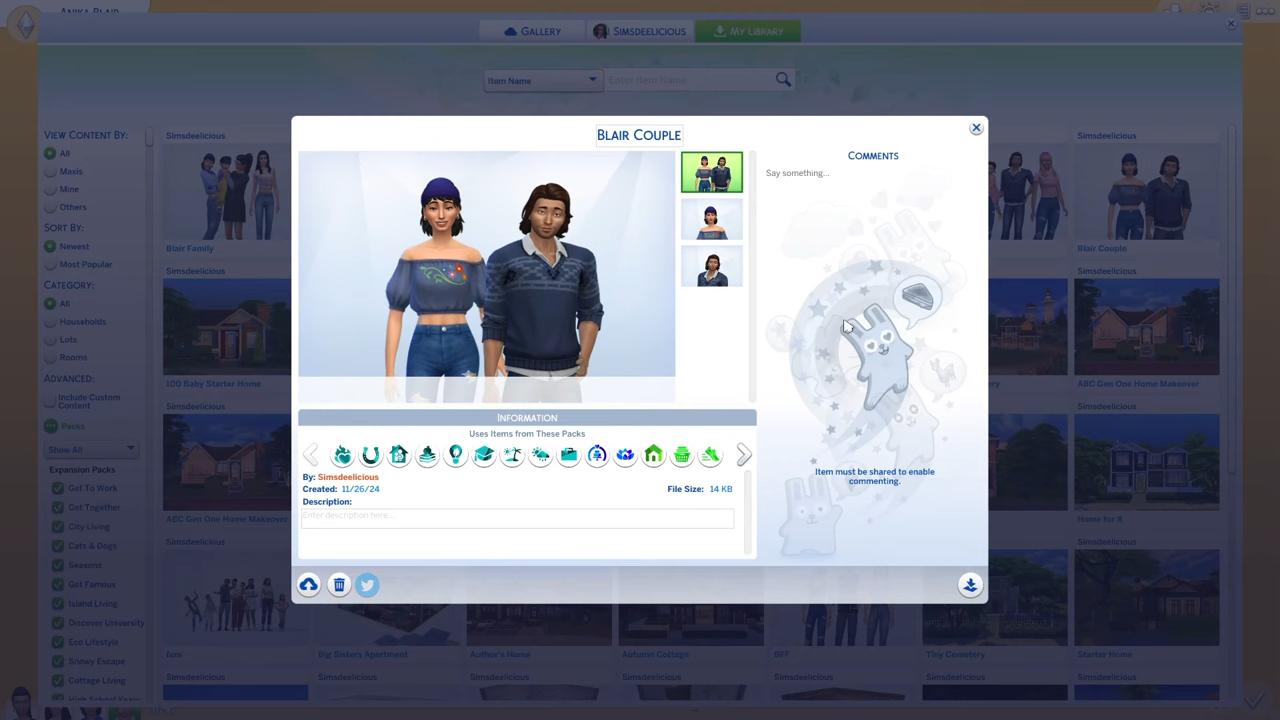 Anika Blair
Gallery
Simsdeelicious
My Library
Item Name
Enter Item Name
View Content By:
All
Maxis
Mine
Others
Sort By:
Newest
Most Popular
Category:
All
Households
Lots
Rooms
Advanced:
Include Custom
Content
Packs
Show All
Expansion Packs
Get To Work
Get Together
City Living
Cats & Dogs
Seasons
Get Famous
Island Living
Discover University
Eco Lifestyle
Snowy Escape
Cottage Living
High School Years
Simsdeelicious
Blair Family
Simsdeelicious
Blair Couple
Simsdeelicious
100 Baby Starter Home
Simsdeelicious
ABC Gen One Home Makeover
Simsdeelicious
ABC Gen One Home Makeover
Simsdeelicious
Home for 8
Simsdeelicious
Simsdeelicious
Big Sisters Apartment
Author's Home
Autumn Cottage
BFF
Tiny Cemetery
Starter Home
Simsdeelicious
Simsdeelicious
Simsdeelicious
Simsdeelicious
Simsdeelicious
Simsdeelicious
Simsdeelicious
Blair Couple
Information
Uses Items from These Packs
By: Simsdeelicious
Created: 11/26/24
File Size: 14 KB
Description:
Enter description here...
Comments
Say something...
Item must be shared to enable
commenting.